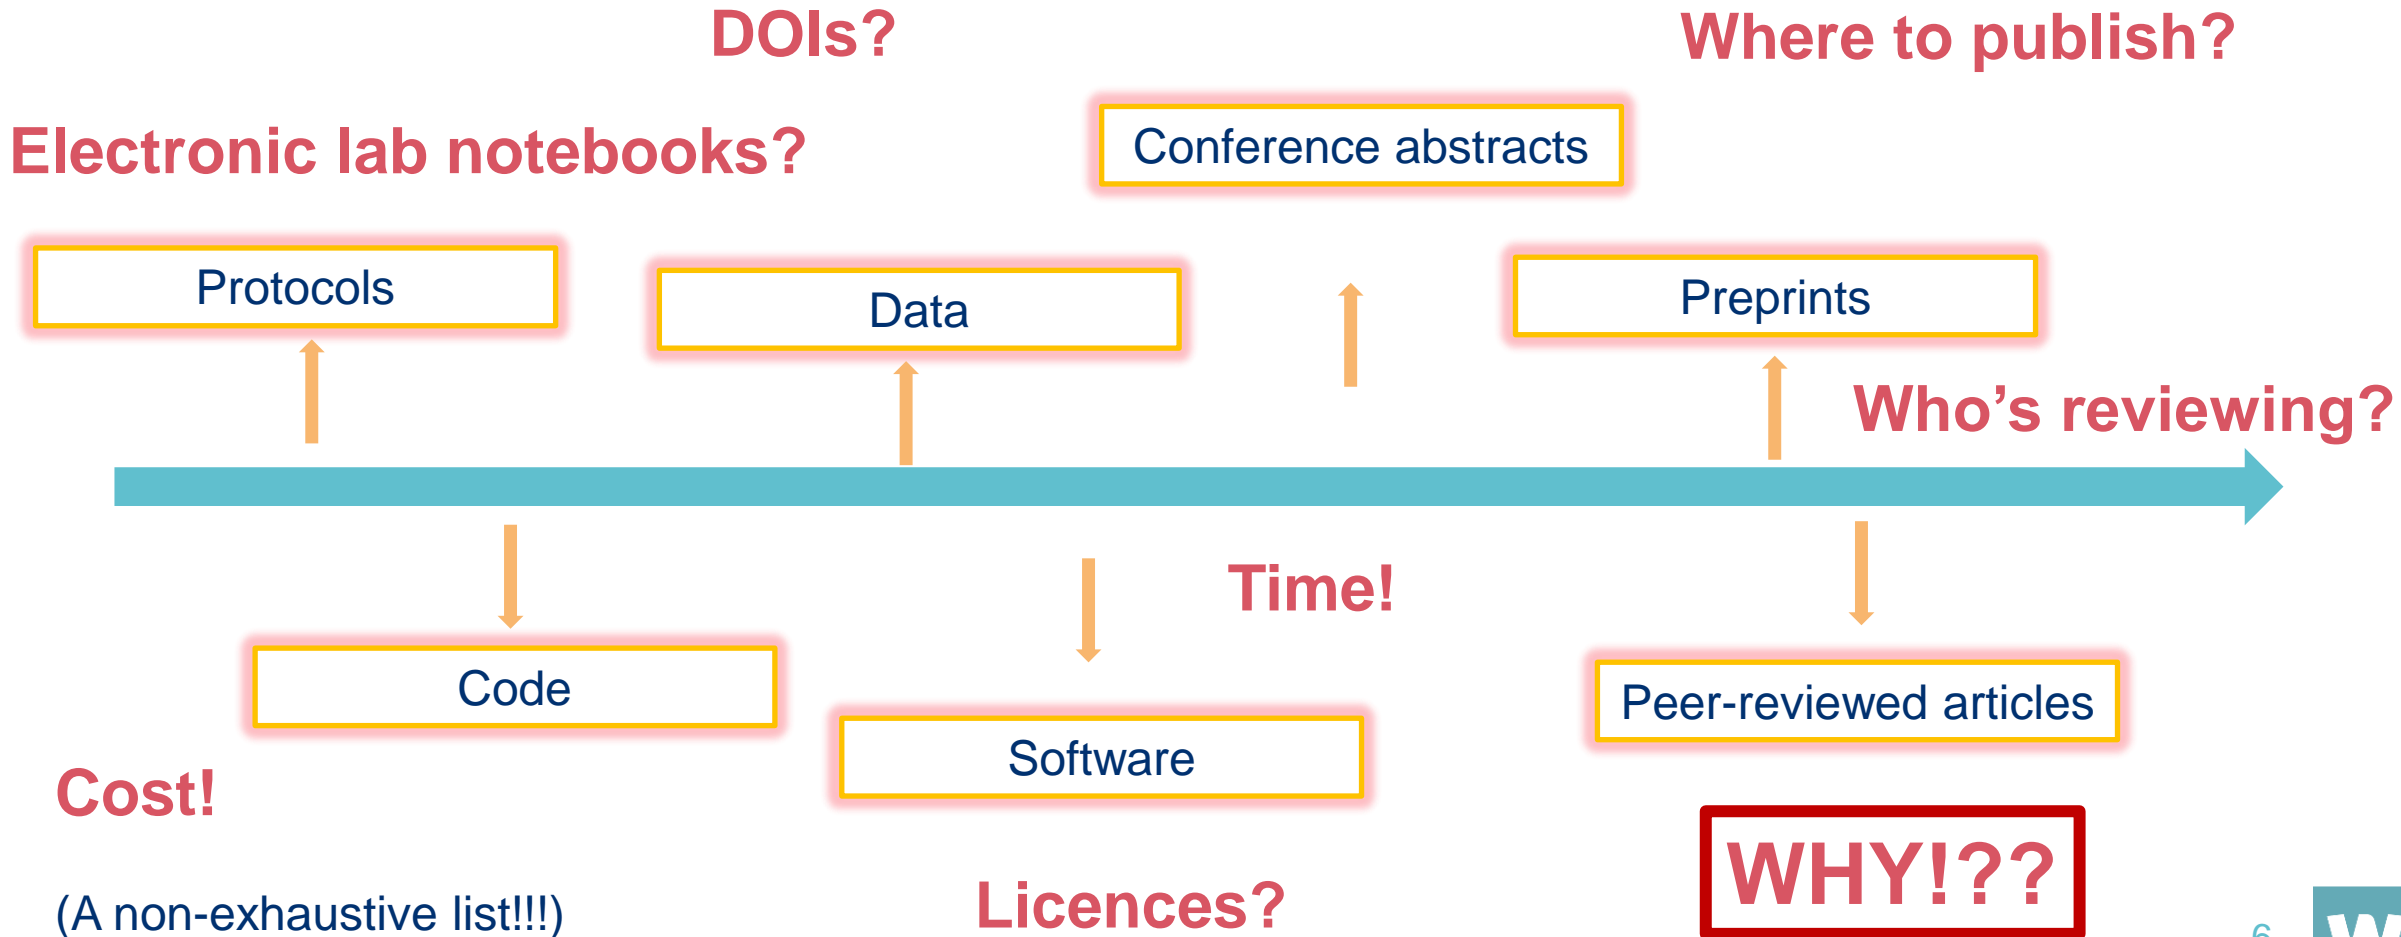 DOIs?
Where to publish?
Electronic lab notebooks?
Conference abstracts
Protocols
Data
Preprints
Who’s reviewing?
Time!
Code
Software
Peer-reviewed articles
Cost!
WHY!??
(A non-exhaustive list!!!)
Licences?
6
W